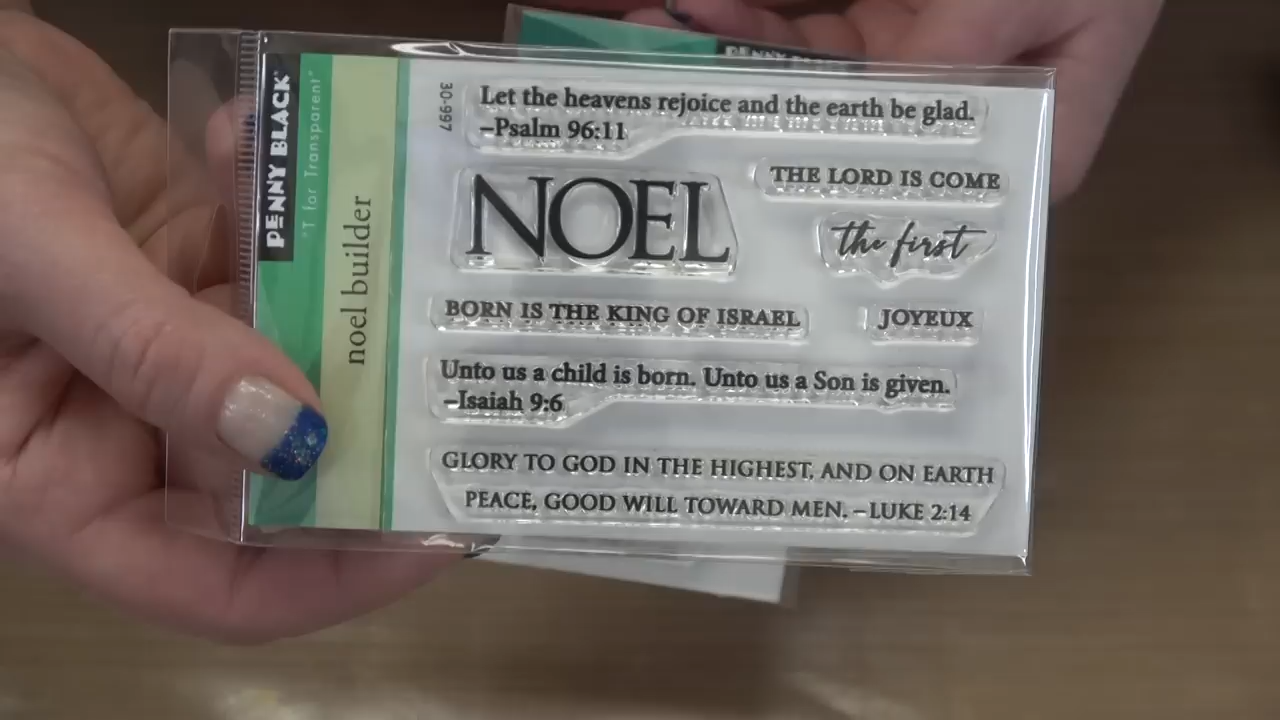 PENNY BLACK
PENNY BLACK
"T for Transparent"
noel builder
30-997
Let the heavens rejoice and the earth be glad.
–Psalm 96:11
NOEL
THE LORD IS COME
the first
BORN IS THE KING OF ISRAEL
JOYEUX
Unto us a child is born. Unto us a Son is given.
–Isaiah 9:6
GLORY TO GOD IN THE HIGHEST, AND ON EARTH
PEACE, GOOD WILL TOWARD MEN. –LUKE 2:14